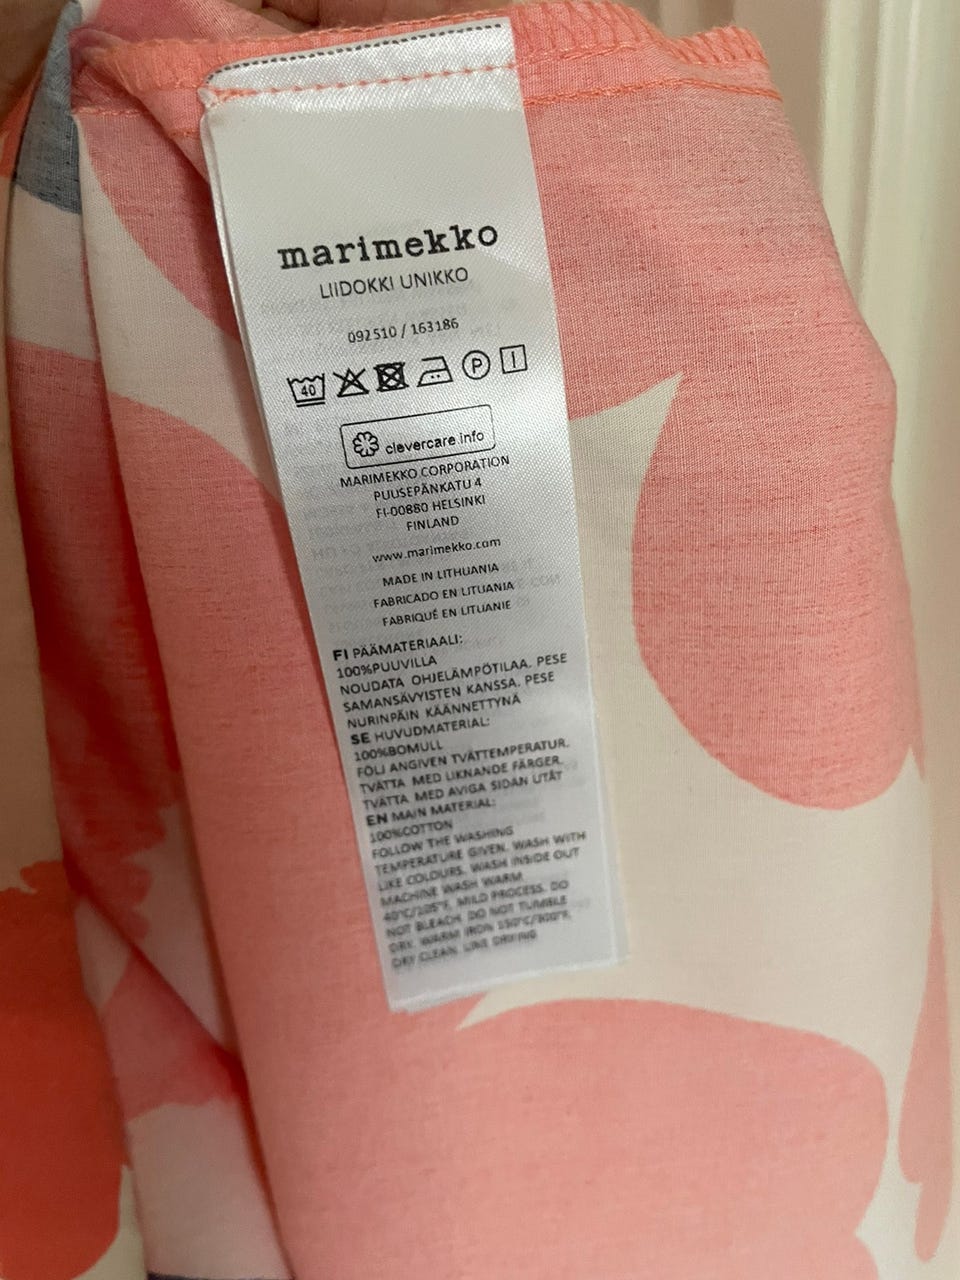 marimekko
LIIDOKKI UNIKKO
092510 / 163186
40 P
clevercare.info
MARIMEKKO CORPORATION
PUUSEPÄNKATU 4
FI-00880 HELSINKI
FINLAND
www.marimekko.com
MADE IN LITHUANIA
FABRICADO EN LITUANIA
FABRIQUÉ EN LITUANIE
FI PÄÄMATERIAALI:
100%PUUVILLA
NOUDATA OHJELÄMPÖTILAA. PESE
SAMANSÄVYISTEN KANSSA. PESE
NURINPÄIN KÄÄNNETTYNÄ
SE HUVUDMATERIAL:
100%BOMULL
FÖLJ ANGIVEN TVÄTTEMPERATUR.
TVÄTTA MED LIKNANDE FÄRGER.
TVÄTTA MED AVIGA SIDAN UTÅT
EN MAIN MATERIAL:
100%COTTON
FOLLOW THE WASHING
TEMPERATURE GIVEN. WASH WITH
LIKE COLOURS. WASH INSIDE OUT
MACHINE WASH WARM
40°C/105°F, MILD PROCESS. DO
NOT BLEACH. DO NOT TUMBLE
DRY. WARM IRON 150°C/300°F.
DRY CLEAN. LINE DRYING